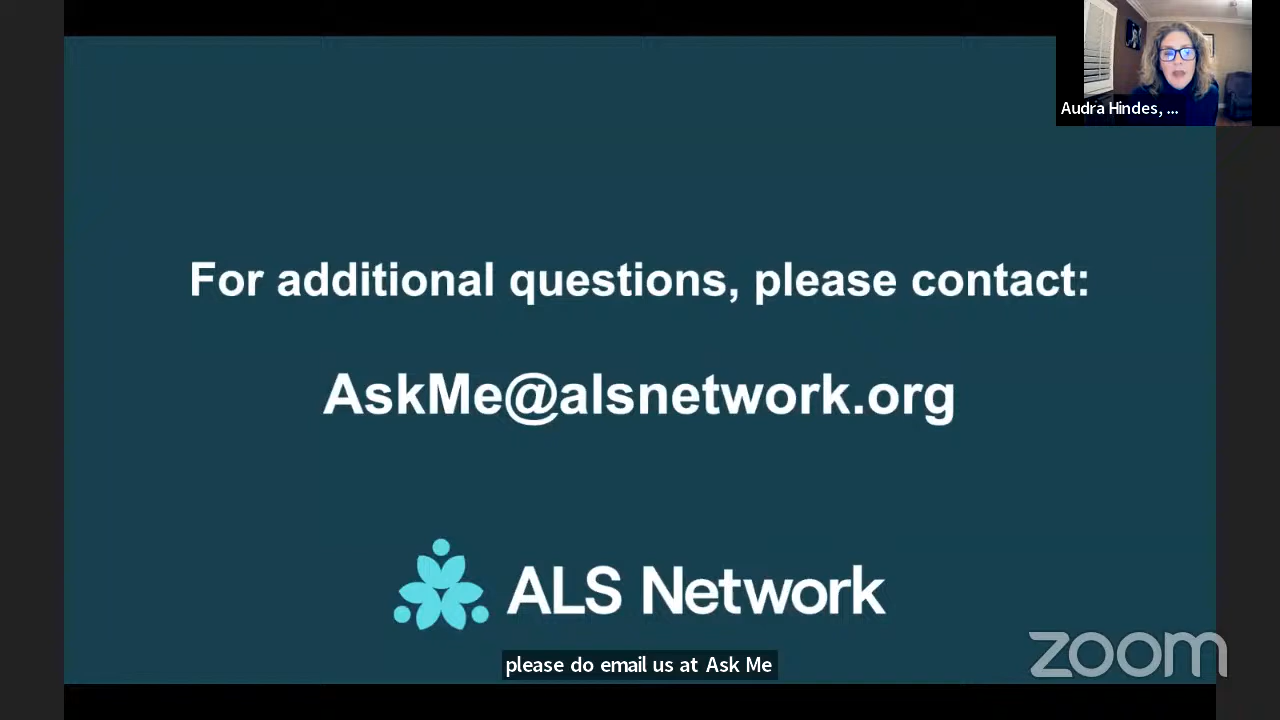 Audra Hindes, ...
For additional questions, please contact:
AskMe@alsnetwork.org
ALS Network
please do email us at Ask Me
zoom